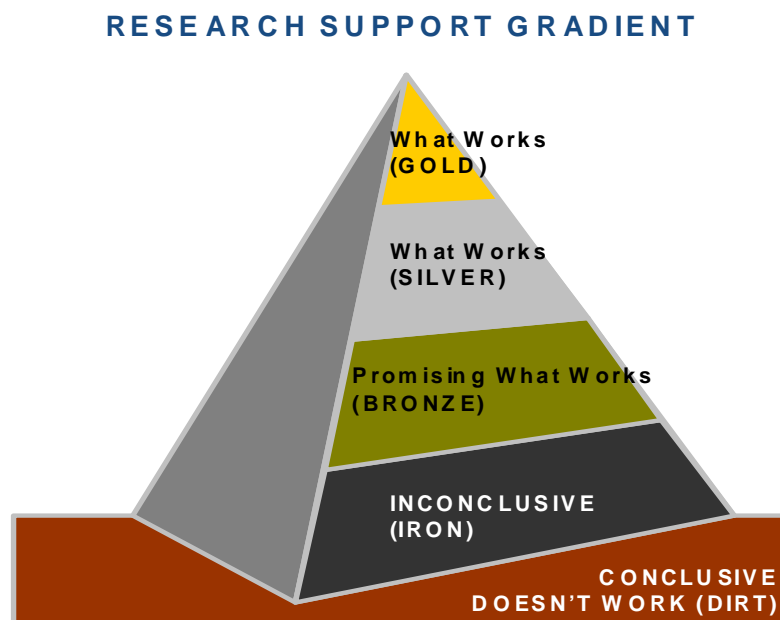 RESEARCH SUPPORT GRADIENT
What Works
(GOLD)
What Works
(SILVER)
Promising What Works
(BRONZE)
INCONCLUSIVE
(IRON)
CONCLUSIVE
DOESN'T WORK (DIRT)